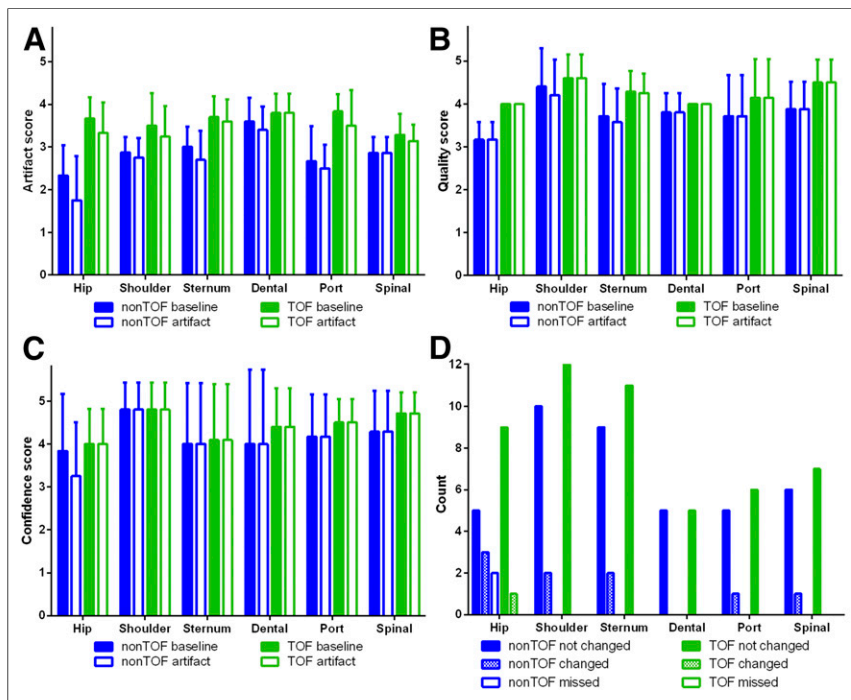 A
Artifact score
5
4
3
2
1
0
Hip Shoulder Sternum Dental Port Spinal
nonTOF baseline TOF baseline
nonTOF artifact TOF artifact
B
Quality score
5
4
3
2
1
0
Hip Shoulder Sternum Dental Port Spinal
nonTOF baseline TOF baseline
nonTOF artifact TOF artifact
C
Confidence score
5
4
3
2
1
0
Hip Shoulder Sternum Dental Port Spinal
nonTOF baseline TOF baseline
nonTOF artifact TOF artifact
D
Count
12
10
8
6
4
2
0
Hip Shoulder Sternum Dental Port Spinal
nonTOF not changed TOF not changed
nonTOF changed TOF changed
nonTOF missed TOF missed